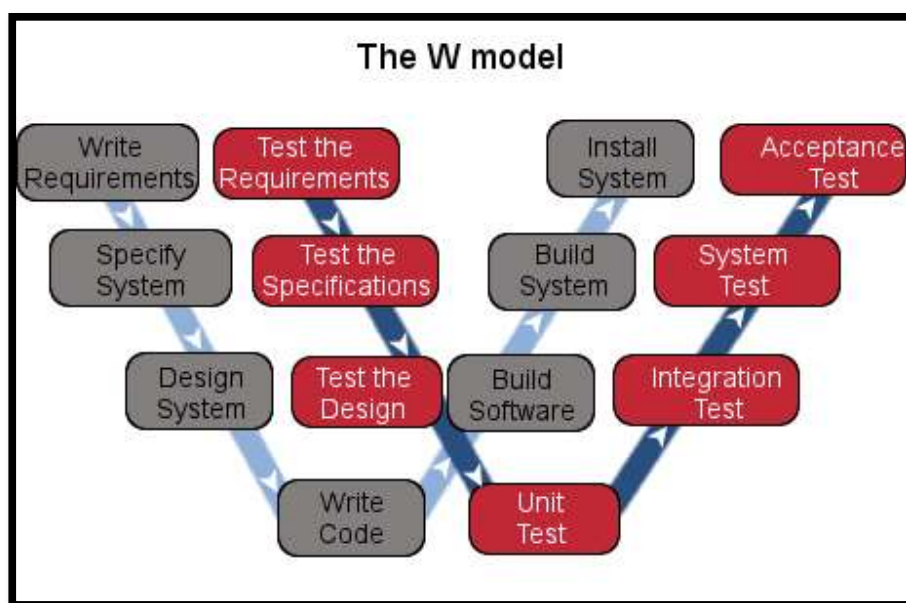 The W model
Write
Requirements
Test the
Requirements
Install
System
Acceptance
Test
Specify
System
Test the
Specifications
Build
System
System
Test
Design
System
Test the
Design
Build
Software
Integration
Test
Write
Code
Unit
Test